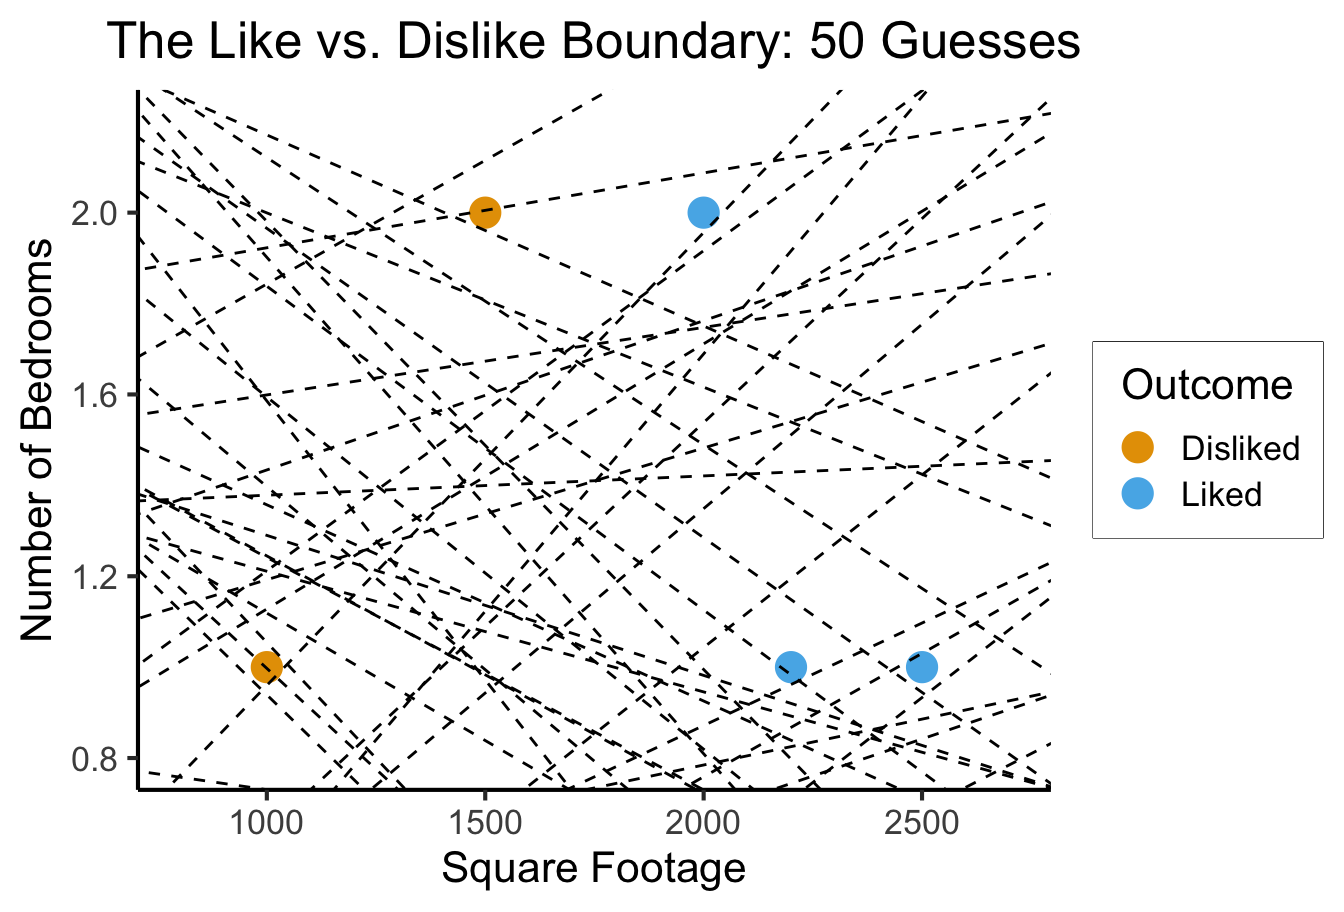 The Like vs. Dislike Boundary: 50 Guesses
Number of Bedrooms
2.0
1.6
1.2
0.8
1000 1500 2000 2500
Square Footage
Outcome
Disliked
Liked